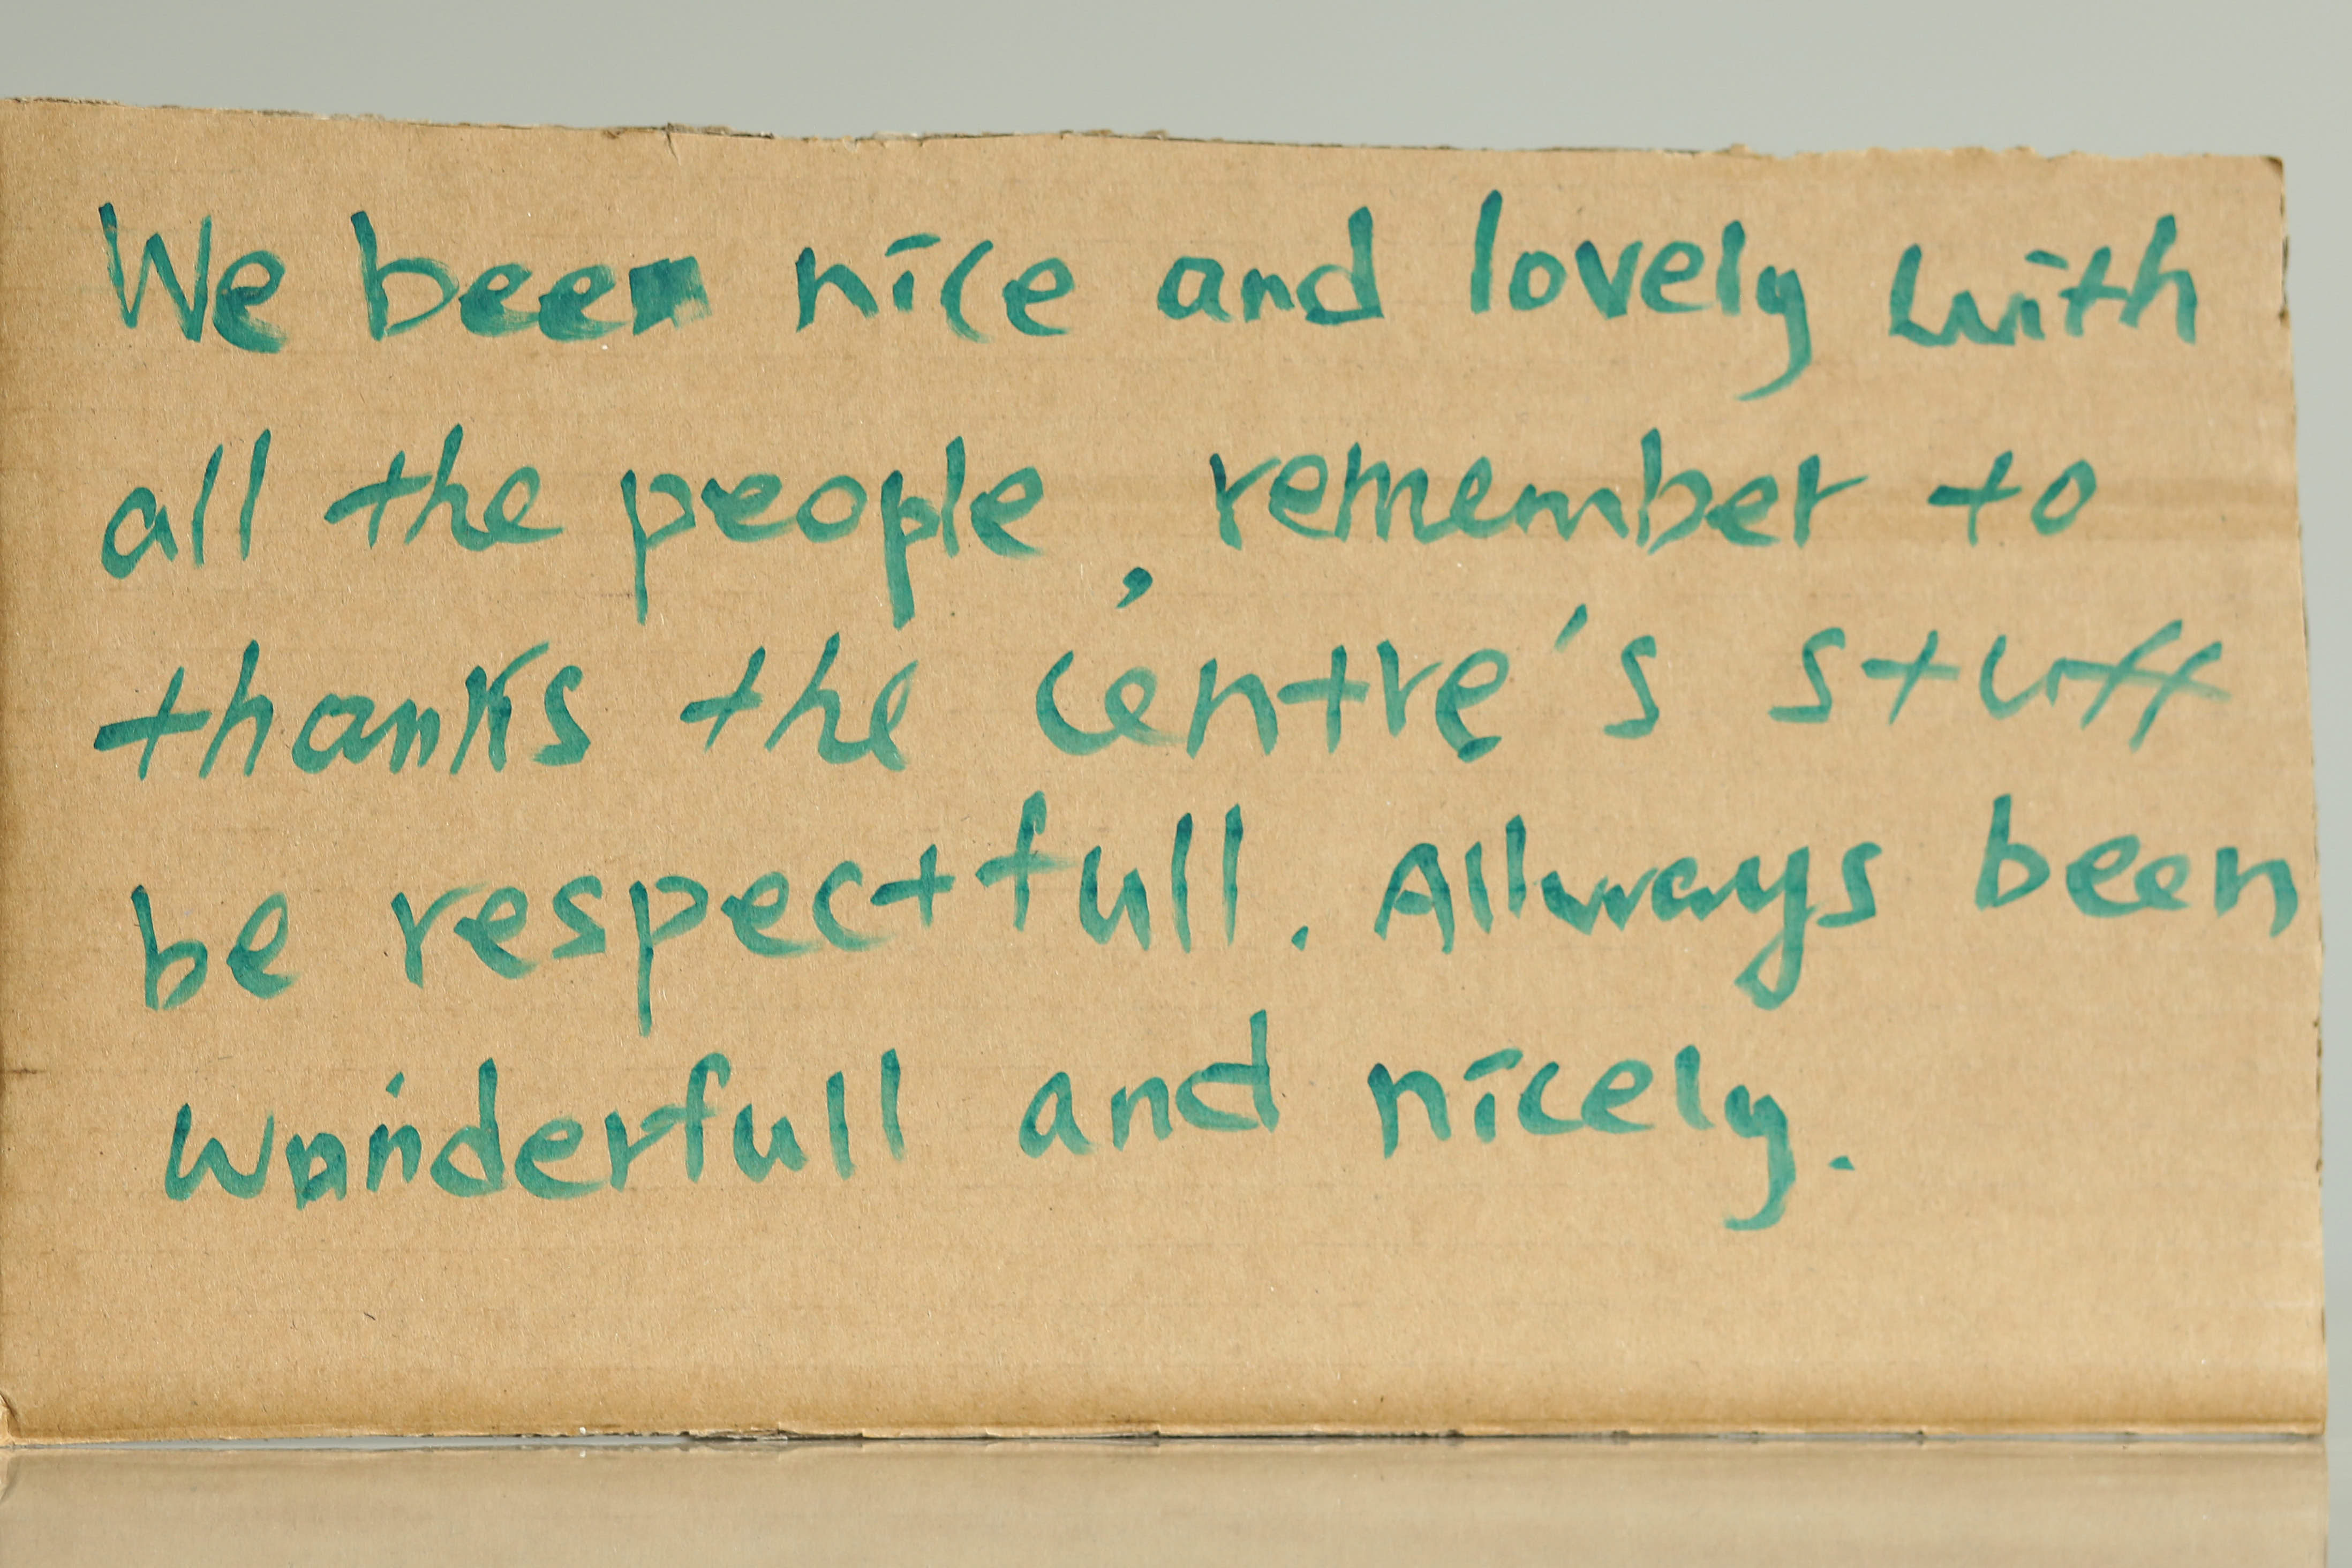 We been nice and lovely with
all the people, remember to
thanks the centre's stuff
be respectfull. Allways been
wonderfull and nicely.